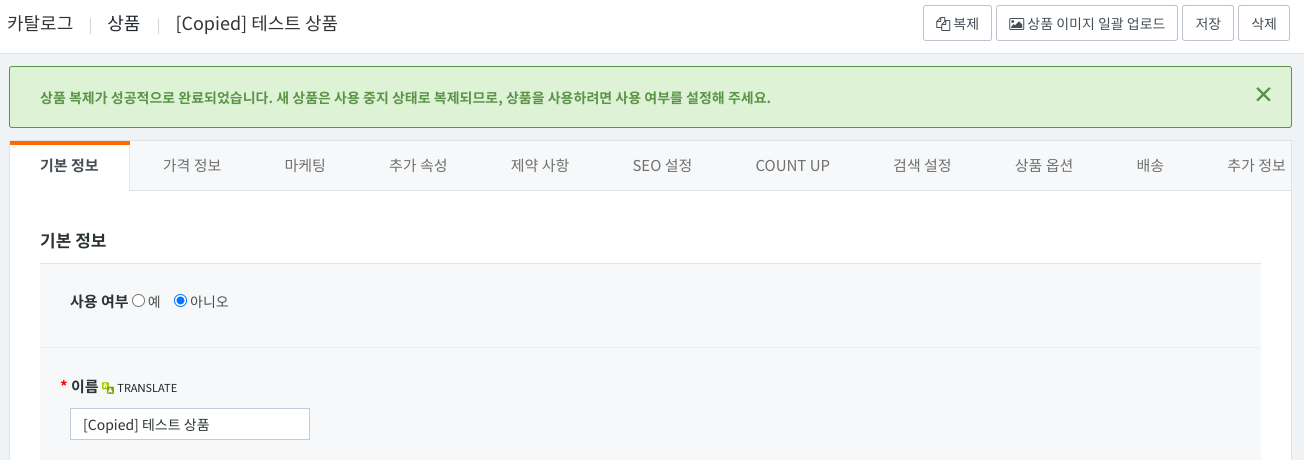 카탈로그 상품 [Copied] 테스트 상품 복제 상품 이미지 일괄 업로드 저장 삭제
상품 복제가 성공적으로 완료되었습니다. 새 상품은 사용 중지 상태로 복제되므로, 상품을 사용하려면 사용 여부를 설정해 주세요.
기본 정보 가격 정보 마케팅 추가 속성 제약 사항 SEO 설정 COUNT UP 검색 설정 상품 옵션 배송 추가 정보
기본 정보
사용 여부 예 아니오
* 이름 TRANSLATE
[Copied] 테스트 상품